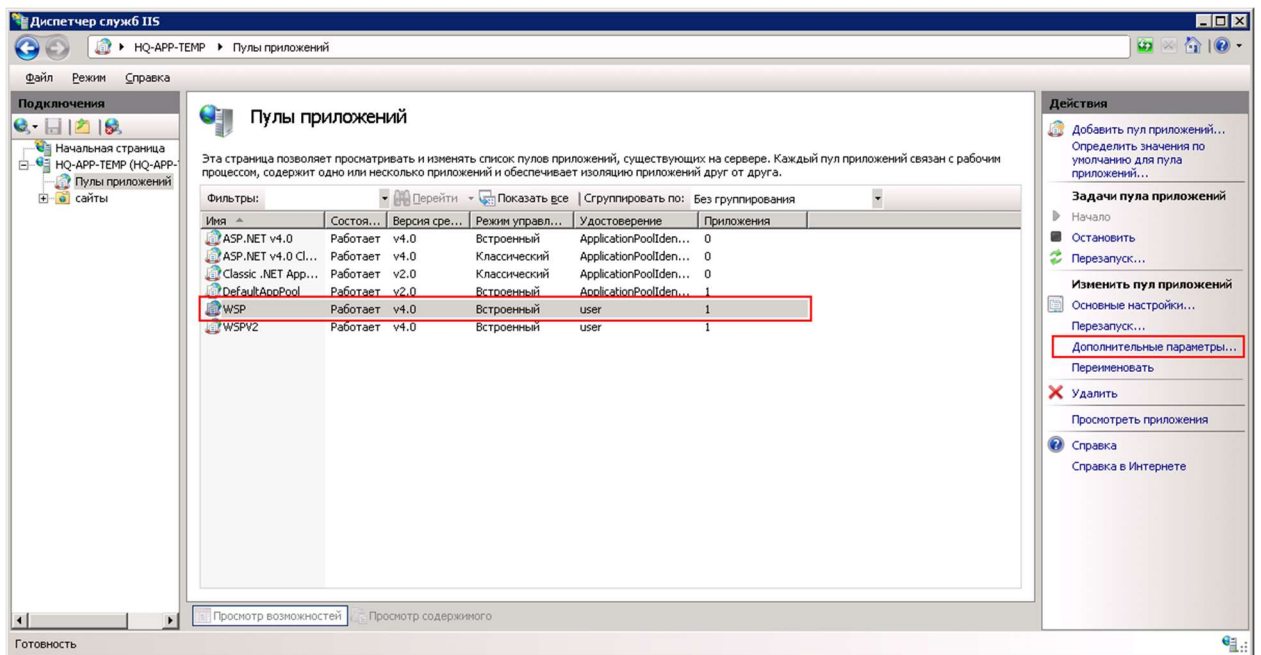 Диспетчер служб IIS
HQ-APP-TEMP Пулы приложений
Файл Режим Справка
Подключения
Начальная страница
HQ-APP-TEMP (HQ-APP-
Пулы приложений
сайты
Пулы приложений
Эта страница позволяет просматривать и изменять список пулов приложений, существующих на сервере. Каждый пул приложений связан с рабочим
процессом, содержит одно или несколько приложений и обеспечивает изоляцию приложений друг от друга.
Фильтры: Перейти Показать все Сгруппировать по: Без группирования
Имя Состоя... Версия сре... Режим управл... Удостоверение Приложения
ASP.NET v4.0 Работает v4.0 Встроенный ApplicationPoolIden... 0
ASP.NET v4.0 Cl... Работает v4.0 Классический ApplicationPoolIden... 0
Classic .NET App... Работает v2.0 Классический ApplicationPoolIden... 0
DefaultAppPool Работает v2.0 Встроенный ApplicationPoolIden... 1
WSP Работает v4.0 Встроенный user 1
WSPV2 Работает v4.0 Встроенный user 1
Просмотр возможностей Просмотр содержимого
Действия
Добавить пул приложений...
Определить значения по
умолчанию для пула
приложений...
Задачи пула приложений
Начало
Остановить
Перезапуск...
Изменить пул приложений
Основные настройки...
Перезапуск...
Дополнительные параметры...
Переименовать
Удалить
Просмотреть приложения
Справка
Справка в Интернете
Готовность